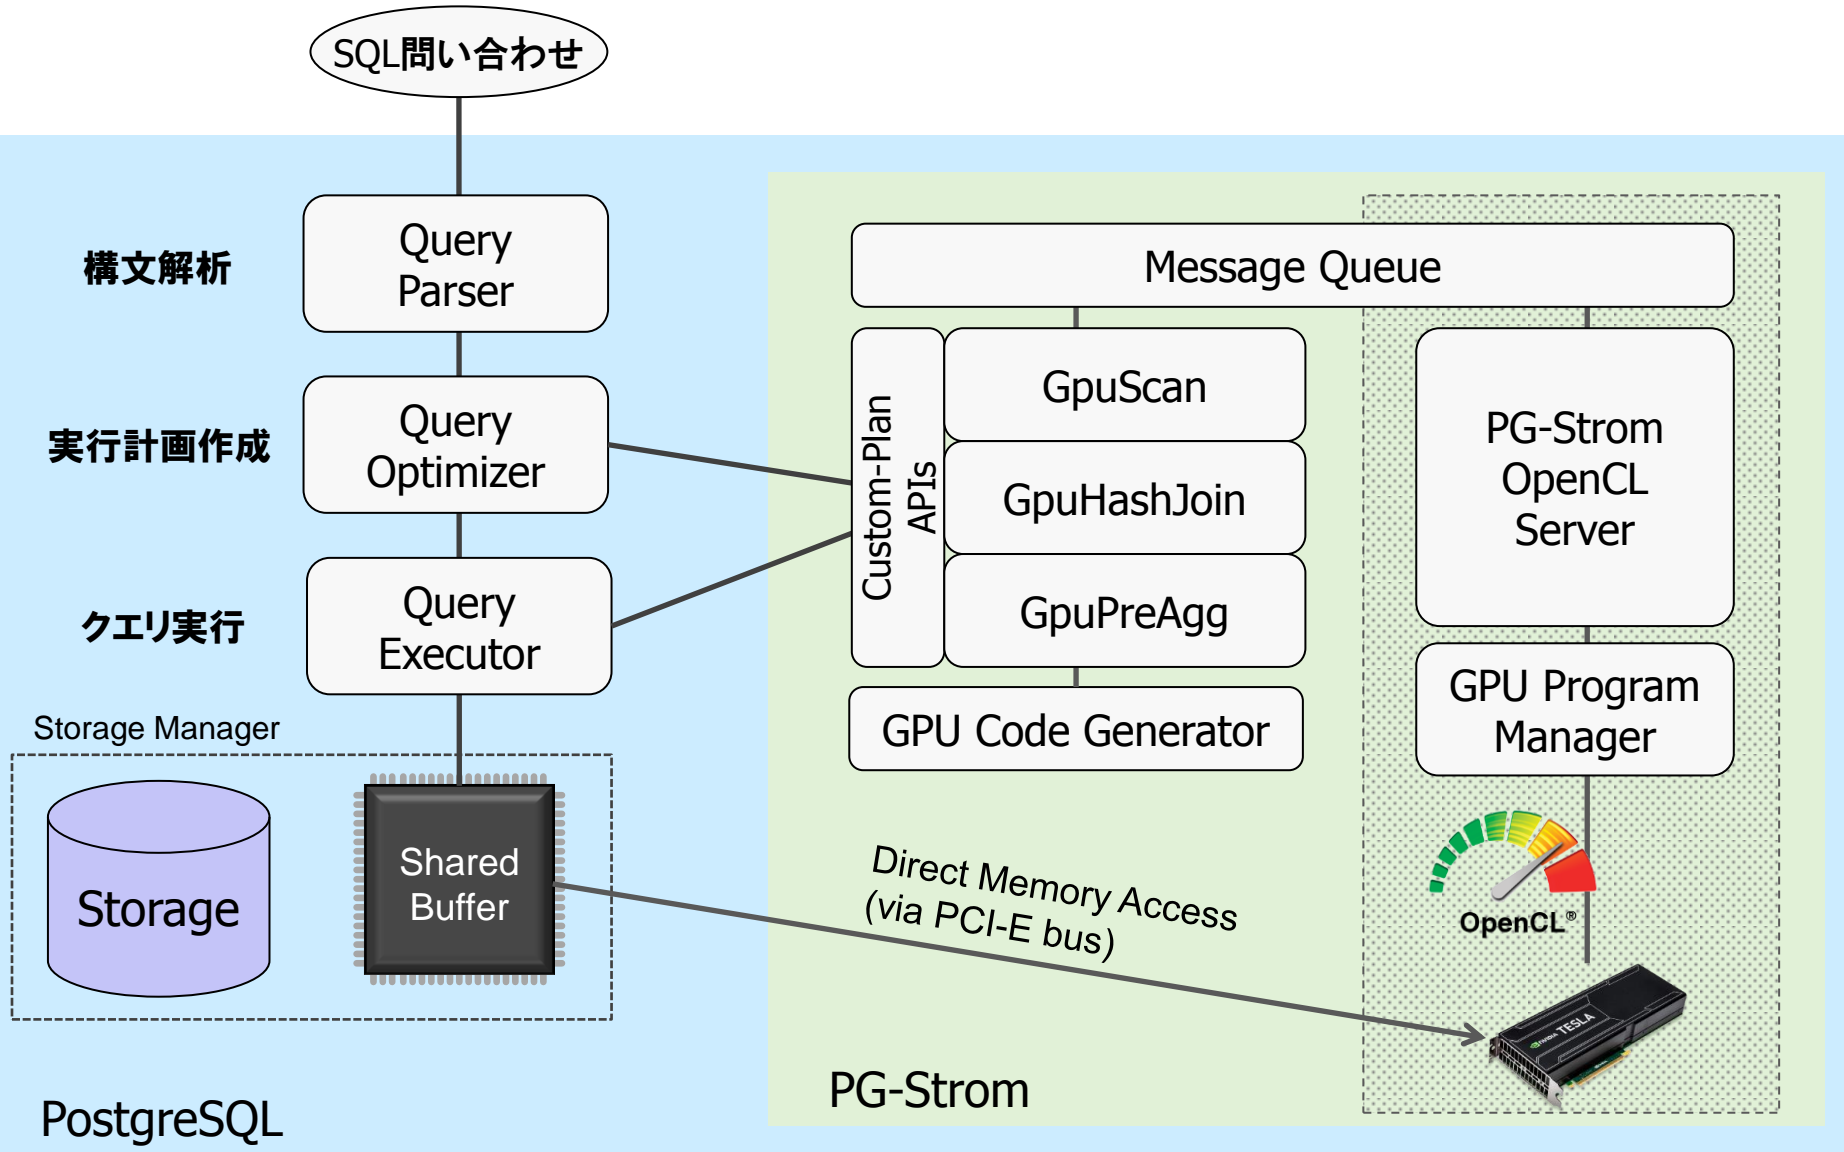 SQL問い合わせ
構文解析
Query
Parser
実行計画作成
Query
Optimizer
クエリ実行
Query
Executor
Storage Manager
Storage
Shared
Buffer
PostgreSQL
Message Queue
Custom-Plan
APIs
GpuScan
GpuHashJoin
GpuPreAgg
GPU Code Generator
PG-Strom
OpenCL
Server
GPU Program
Manager
OpenCL®
Direct Memory Access
(via PCI-E bus)
NVIDIA TESLA
PG-Strom